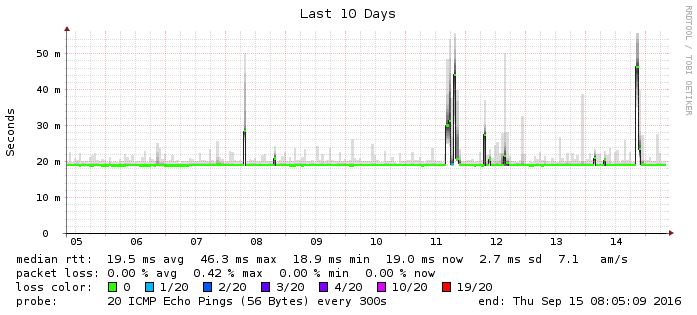 Last 10 Days
RRDTOOL / TOBI OETIKER
Seconds
50 m
40 m
30 m
20 m
10 m
0
05 06 07 08 09 10 11 12 13 14
median rtt: 19.5 ms avg 46.3 ms max 18.9 ms min 19.0 ms now 2.7 ms sd 7.1 am/s
packet loss: 0.00 % avg 0.42 % max 0.00 % min 0.00 % now
loss color: 0 1/20 2/20 3/20 4/20 10/20 19/20
probe: 20 ICMP Echo Pings (56 Bytes) every 300s end: Thu Sep 15 08:05:09 2016